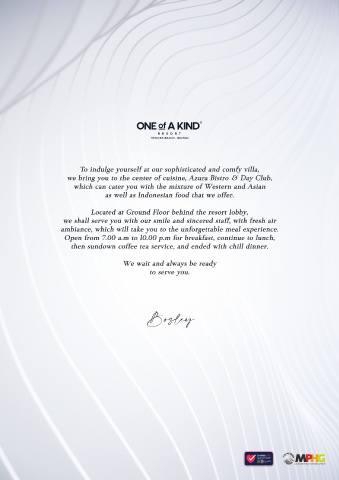 ONE of A KIND®
RESORT
To indulge yourself at our sophisticated and comfy villa,
we bring you to the center of cuisine, Azura Bistro & Day Club,
which can cater you with the mixture of Western and Asian
as well as Indonesian food that we offer.
Located at Ground Floor behind the resort lobby,
we shall serve you with our smile and sincered staff, with fresh air
ambiance, which will take you to the unforgettable meal experience.
Open from 7.00 a.m to 10.00 p.m for breakfast, continue to lunch,
then sundown coffee tea service, and ended with chill dinner.
We wait and always be ready
to serve you.
Bosley
MPHG